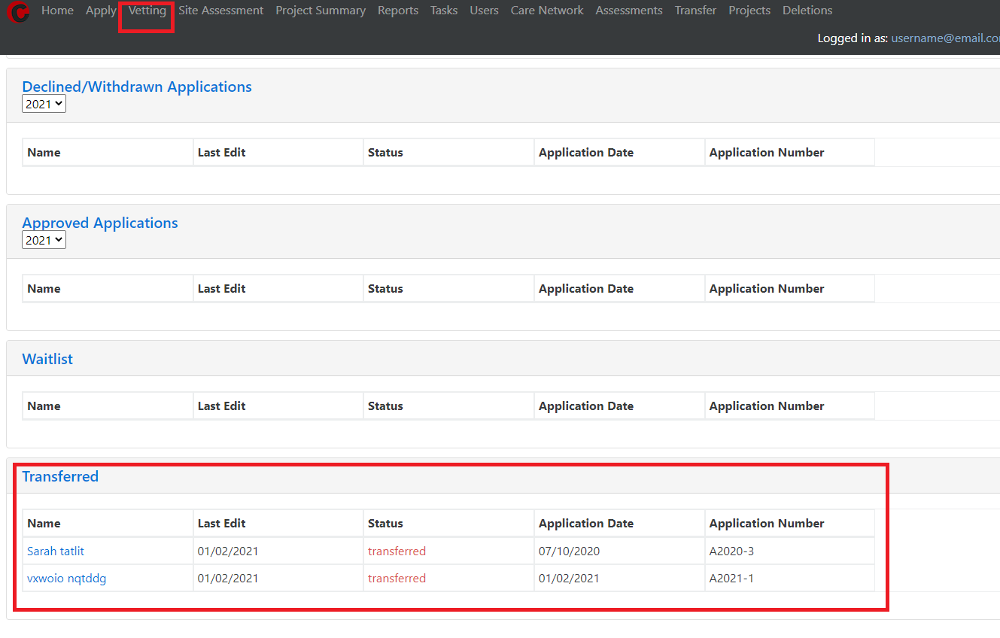 Home Apply Vetting Site Assessment Project Summary Reports Tasks Users Care Network Assessments Transfer Projects Deletions
Logged in as: username@email.co
Declined/Withdrawn Applications
2021
Name Last Edit Status Application Date Application Number
Approved Applications
2021
Name Last Edit Status Application Date Application Number
Waitlist
Name Last Edit Status Application Date Application Number
Transferred
Name Last Edit Status Application Date Application Number
Sarah tatlit 01/02/2021 transferred 07/10/2020 A2020-3
vxwoio nqtddg 01/02/2021 transferred 01/02/2021 A2021-1